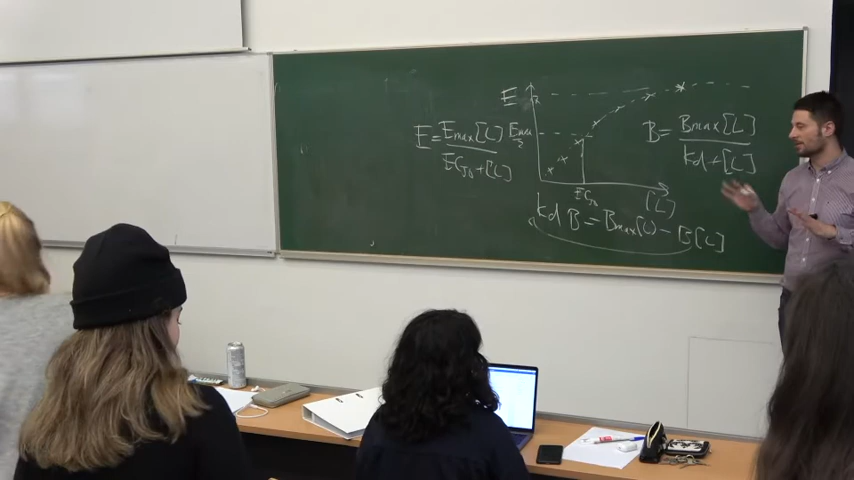 E
E = Emax[L]
EC50 + [L]
Emax
2
EC50
[L]
B = Bmax[L]
Kd + [L]
Kd B = Bmax[L] - B[L]